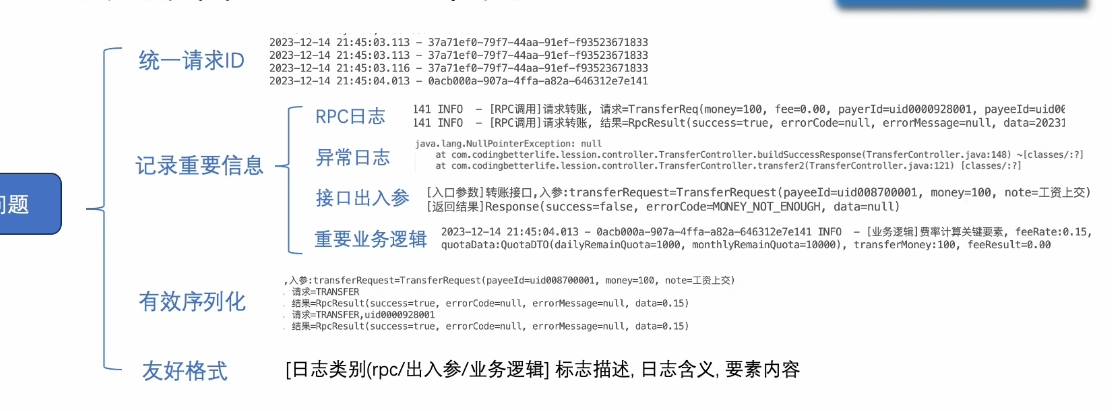 统一请求ID
2023-12-14 21:45:03.113 - 37a71ef0-79f7-44aa-91ef-f93523671833
2023-12-14 21:45:03.113 - 37a71ef0-79f7-44aa-91ef-f93523671833
2023-12-14 21:45:03.116 - 37a71ef0-79f7-44aa-91ef-f93523671833
2023-12-14 21:45:04.013 - 0acb000a-907a-4ffa-a82a-646312e7e141
问题
记录重要信息
RPC日志
141 INFO - [RPC调用]请求转账, 请求=TransferReq(money=100, fee=0.00, payerId=uid0000928001, payeeId=uid00
141 INFO - [RPC调用]请求转账, 结果=RpcResult(success=true, errorCode=null, errorMessage=null, data=20231
异常日志
java.lang.NullPointerException: null
at com.codingbetterlife.lession.controller.TransferController.buildSuccessResponse(TransferController.java:148) ~[classes/:?]
at com.codingbetterlife.lession.controller.TransferController.transfer2(TransferController.java:121) [classes/:?]
接口出入参
[入口参数]转账接口,入参:transferRequest=TransferRequest(payeeId=uid008700001, money=100, note=工资上交)
[返回结果]Response(success=false, errorCode=MONEY_NOT_ENOUGH, data=null)
重要业务逻辑
2023-12-14 21:45:04.013 - 0acb000a-907a-4ffa-a82a-646312e7e141 INFO - [业务逻辑]费率计算关键要素, feeRate:0.15,
quotaData:QuotaDTO(dailyRemainQuota=1000, monthlyRemainQuota=10000), transferMoney:100, feeResult=0.00
有效序列化
,入参:transferRequest=TransferRequest(payeeId=uid008700001, money=100, note=工资上交)
请求=TRANSFER
结果=RpcResult(success=true, errorCode=null, errorMessage=null, data=0.15)
请求=TRANSFER,uid0000928001
结果=RpcResult(success=true, errorCode=null, errorMessage=null, data=0.15)
友好格式
[日志类别(rpc/出入参/业务逻辑] 标志描述, 日志含义, 要素内容